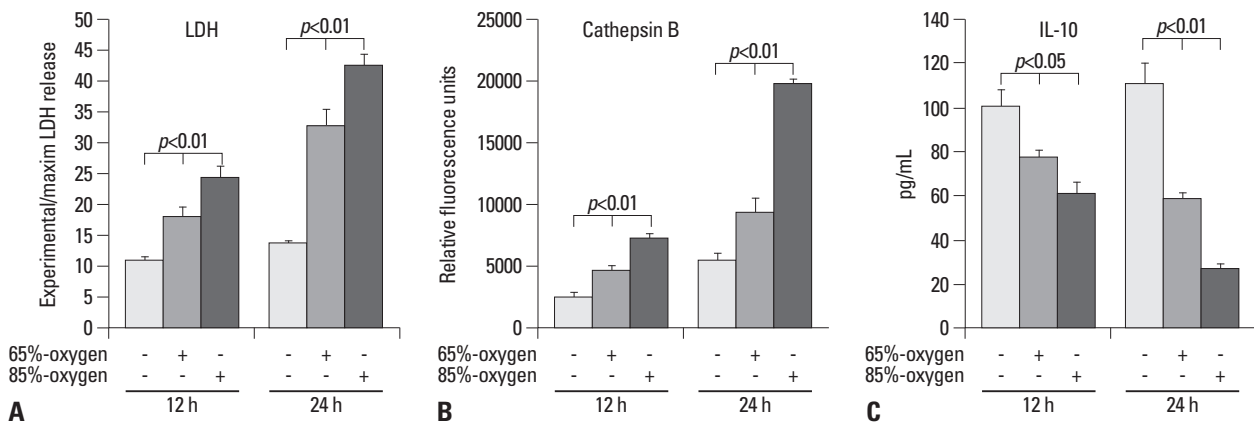 LDH
Experimental/maxim LDH release
50
45
40
35
30
25
20
15
10
5
0
p<0.01
p<0.01
65%-oxygen - + - - + -
85%-oxygen - - + - - +
12 h 24 h
A
Cathepsin B
Relative fluorescence units
25000
20000
15000
10000
5000
0
p<0.01
p<0.01
65%-oxygen - + - - + -
85%-oxygen - - + - - +
12 h 24 h
B
IL-10
pg/mL
140
120
100
80
60
40
20
0
p<0.05
p<0.01
65%-oxygen - + - - + -
85%-oxygen - - + - - +
12 h 24 h
C